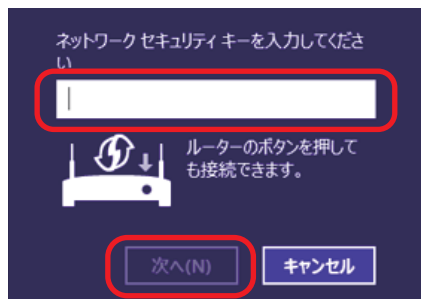 ネットワーク セキュリティ キーを入力してくださ
い
ルーターのボタンを押して
も接続できます。
次へ(N)
キャンセル